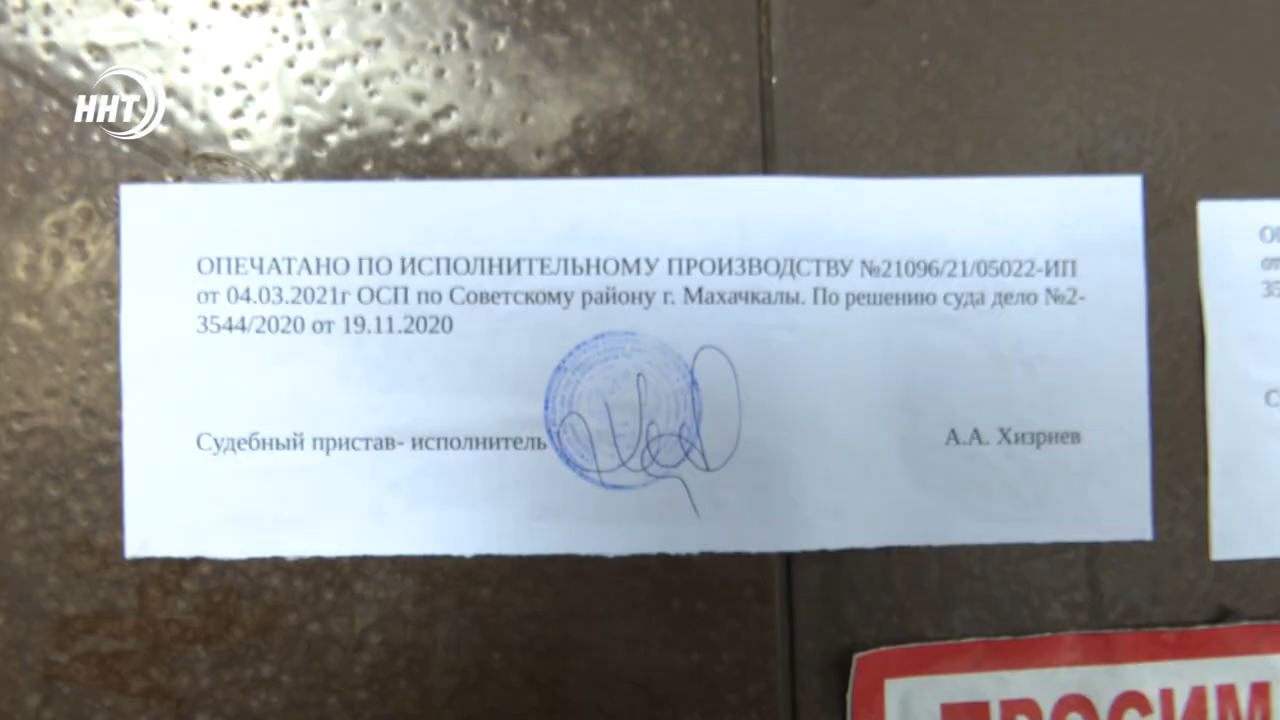 ННТ
ОПЕЧАТАНО ПО ИСПОЛНИТЕЛЬНОМУ ПРОИЗВОДСТВУ №21096/21/05022-ИП
от 04.03.2021г ОСП по Советскому району г. Махачкалы. По решению суда дело №2-
3544/2020 от 19.11.2020
Судебный пристав- исполнитель
А.А. Хизриев
ПРОСИМ